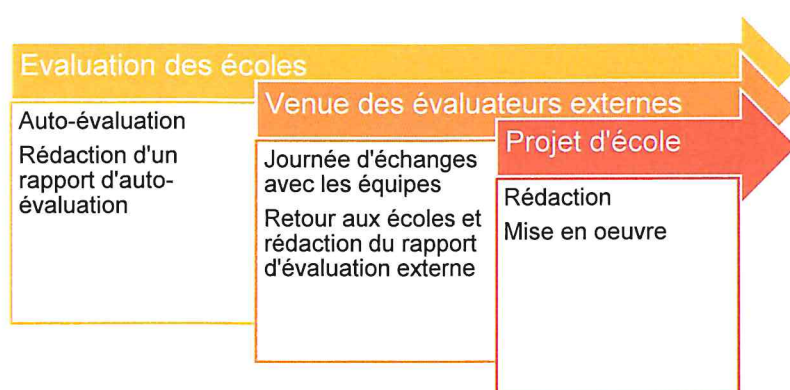 Evaluation des écoles
Auto-évaluation
Rédaction d'un
rapport d'auto-
évaluation
Venue des évaluateurs externes
Journée d'échanges
avec les équipes
Retour aux écoles et
rédaction du rapport
d'évaluation externe
Projet d'école
Rédaction
Mise en oeuvre